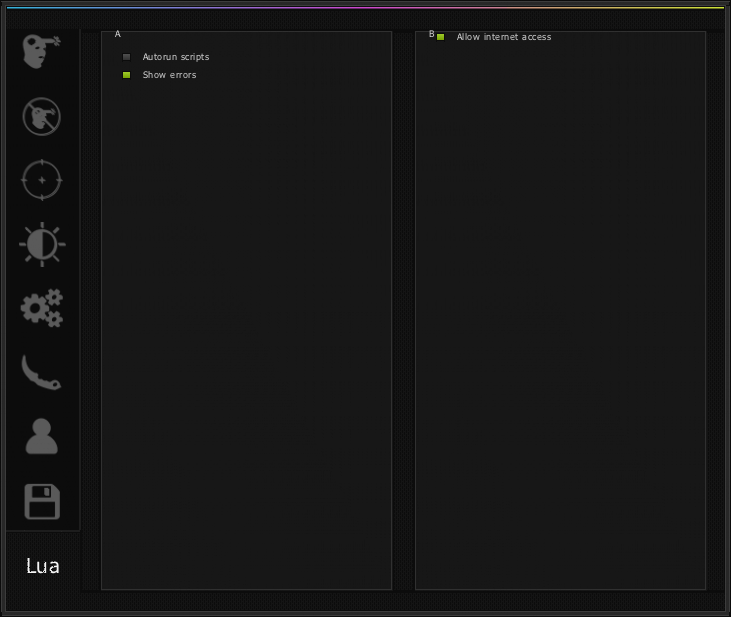 A
Autorun scripts
Show errors
B
Allow internet access
Lua